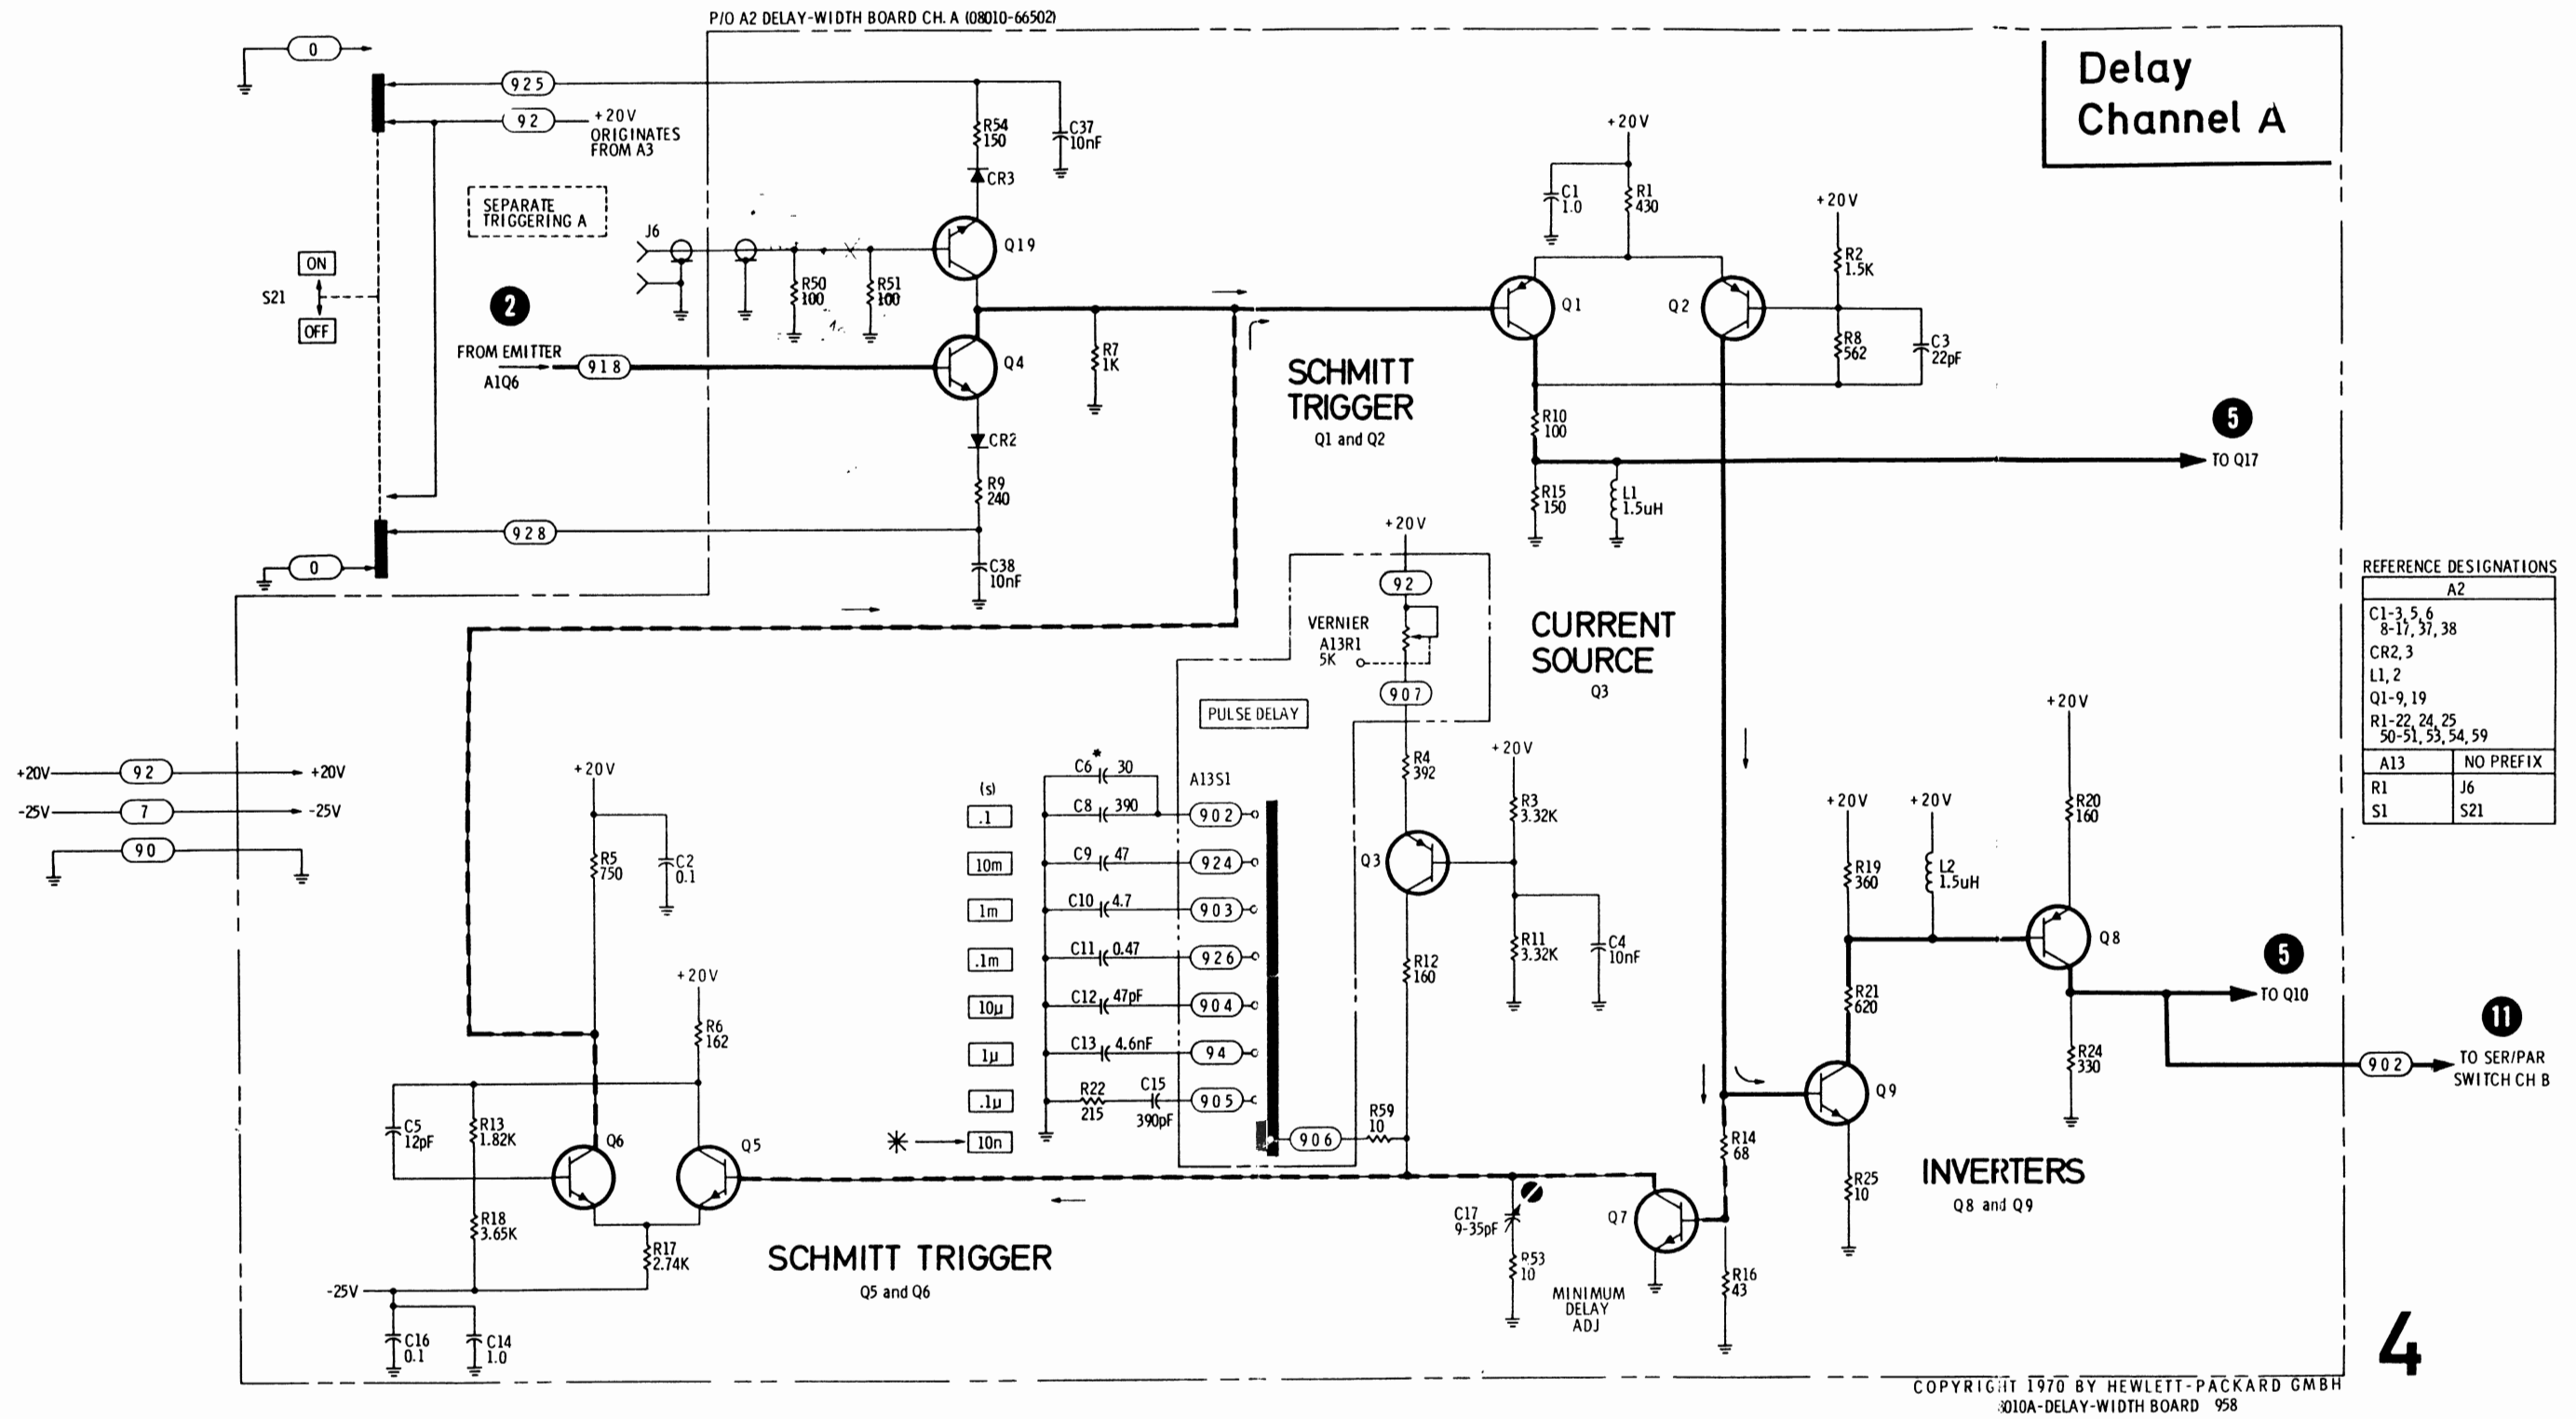 P/O A2 DELAY-WIDTH BOARD CH. A (08010-66502)
Delay
Channel A
0
925
92
+20V
ORIGINATES
FROM A3
SEPARATE
TRIGGERING A
ON
S21
OFF
2
FROM EMITTER
A1Q6
918
928
0
J6
R50
100
R51
100
R54
150
C37
10nF
CR3
Q19
Q4
R7
1K
CR2
R9
240
C38
10nF
SCHMITT
TRIGGER
Q1 and Q2
+20V
C1
1.0
R1
430
Q1
Q2
+20V
R2
1.5K
R8
562
C3
22pF
R10
100
R15
150
L1
1.5uH
5
TO Q17
+20V
92
VERNIER
A13R1
5K
907
CURRENT
SOURCE
Q3
PULSE DELAY
R4
392
+20V
R3
3.32K
Q3
R11
3.32K
C4
10nF
R12
160
R59
10
906
+20V
92
+20V
-25V
7
-25V
90
+20V
R5
750
C2
0.1
+20V
R6
162
C5
12pF
R13
1.82K
Q6
Q5
R18
3.65K
R17
2.74K
-25V
C16
0.1
C14
1.0
SCHMITT TRIGGER
Q5 and Q6
(s)
A13S1
*
C6 30
.1
C8 390
902
10m
C9 47
924
1m
C10 4.7
903
.1m
C11 0.47
926
10µ
C12 47pF
904
1µ
C13 4.6nF
94
.1µ
R22
215
C15
390pF
905
10n
C17
9-35pF
R53
10
MINIMUM
DELAY
ADJ
Q7
R14
68
R16
43
+20V
R19
360
+20V
L2
1.5uH
+20V
R20
160
Q8
R21
620
Q9
R25
10
R24
330
5
TO Q10
11
902
TO SER/PAR
SWITCH CH B
INVERTERS
Q8 and Q9
REFERENCE DESIGNATIONS
A2
C1-3, 5, 6
8-17, 37, 38
CR2, 3
L1, 2
Q1-9, 19
R1-22, 24, 25
50-51, 53, 54, 59
A13 NO PREFIX
R1 J6
S1 S21
4
COPYRIGHT 1970 BY HEWLETT-PACKARD GMBH
8010A-DELAY-WIDTH BOARD 958